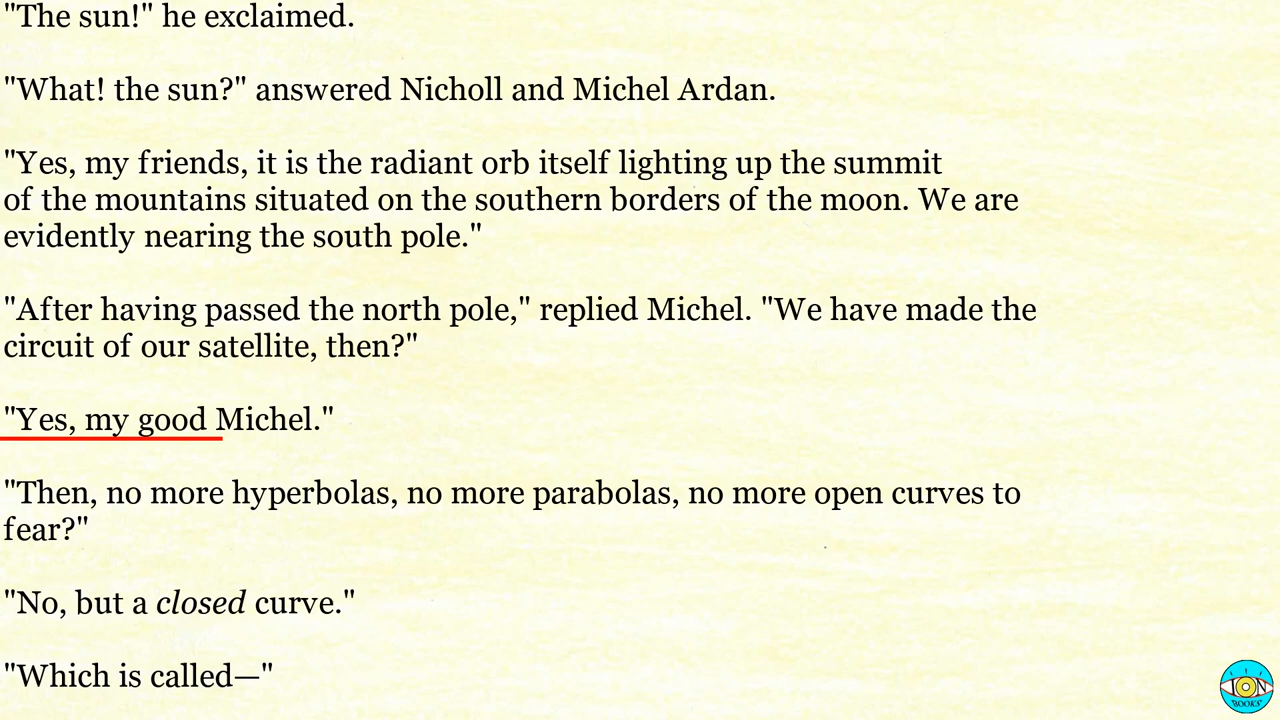 "The sun!" he exclaimed.
"What! the sun?" answered Nicholl and Michel Ardan.
"Yes, my friends, it is the radiant orb itself lighting up the summit
of the mountains situated on the southern borders of the moon. We are
evidently nearing the south pole."
"After having passed the north pole," replied Michel. "We have made the
circuit of our satellite, then?"
"Yes, my good Michel."
"Then, no more hyperbolas, no more parabolas, no more open curves to
fear?"
"No, but a closed curve."
"Which is called—"
ION
BOOKS